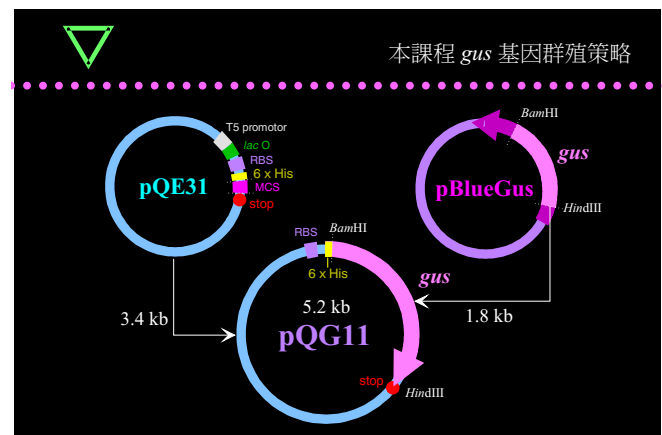 本課程 gus 基因群殖策略
T5 promotor
lac O
RBS
6 x His
MCS
stop
pQE31
BamHI
gus
pBlueGus
HindIII
RBS
BamHI
6 x His
gus
5.2 kb
pQG11
3.4 kb
1.8 kb
stop
HindIII